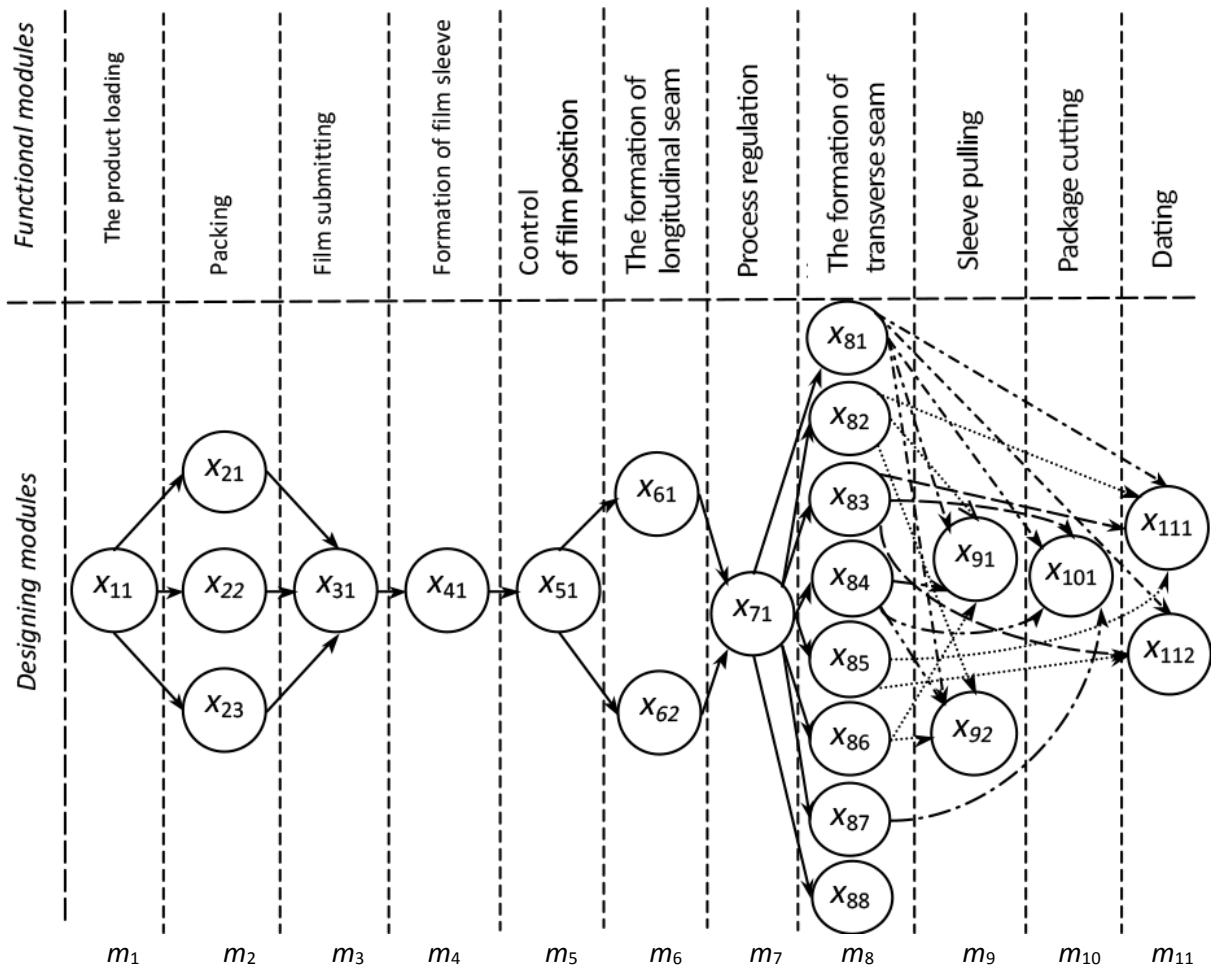 Functional modules
The product loading
Packing
Film submitting
Formation of film sleeve
Control
of film position
The formation of
longitudinal seam
Process regulation
The formation of
transverse seam
Sleeve pulling
Package cutting
Dating
Designing modules
x11
x21
x22
x23
x31
x41
x51
x61
x62
x71
x81
x82
x83
x84
x85
x86
x87
x88
x91
x92
x101
x111
x112
m1 m2 m3 m4 m5 m6 m7 m8 m9 m10 m11